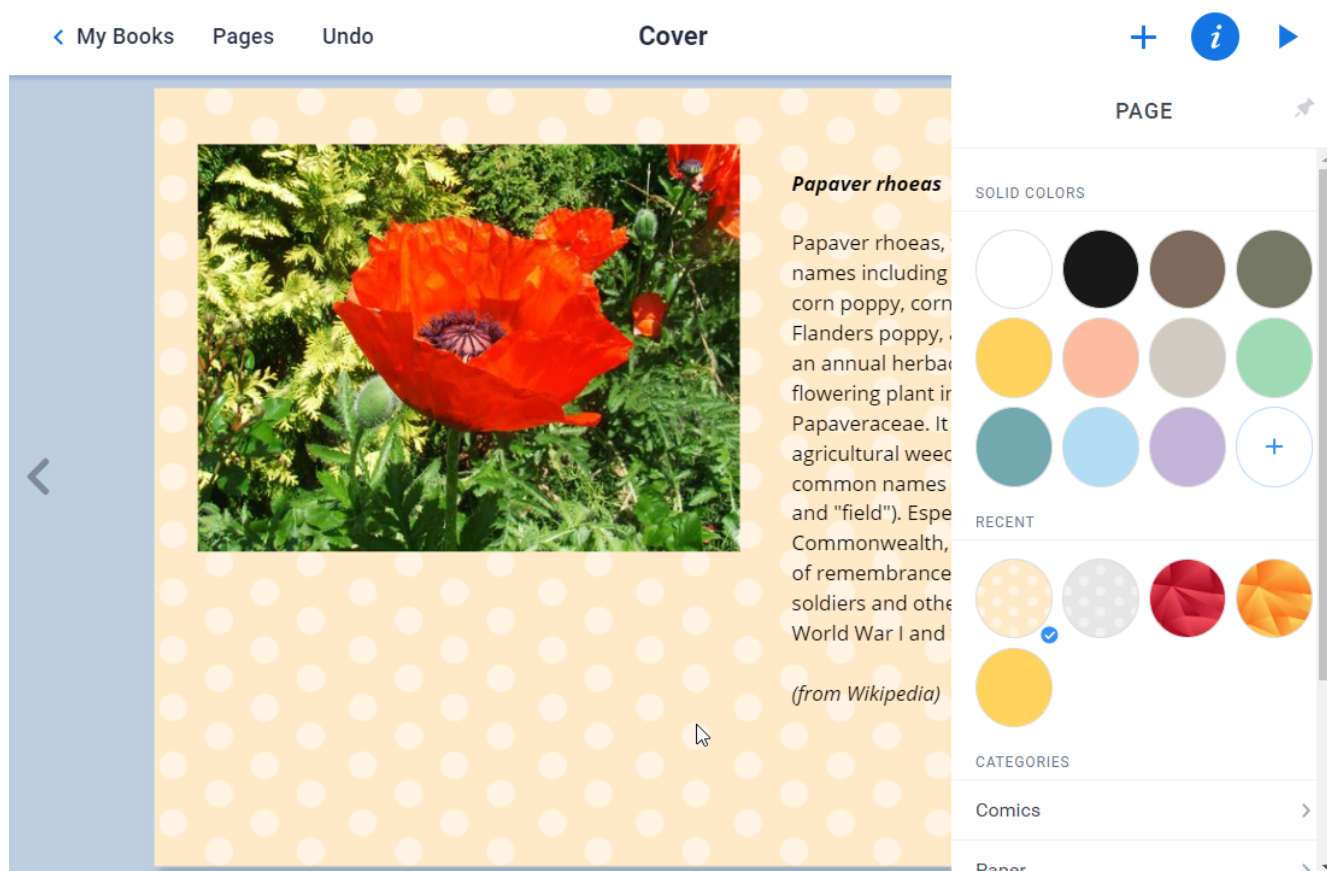 My Books
Pages
Undo
Cover
Papaver rhoeas
Papaver rhoeas,
names including
corn poppy, corn
Flanders poppy,
an annual herbac
flowering plant in
Papaveraceae. It
agricultural weed
common names
and "field"). Espe
Commonwealth,
of remembrance
soldiers and othe
World War I and
(from Wikipedia)
PAGE
SOLID COLORS
RECENT
CATEGORIES
Comics
Paper